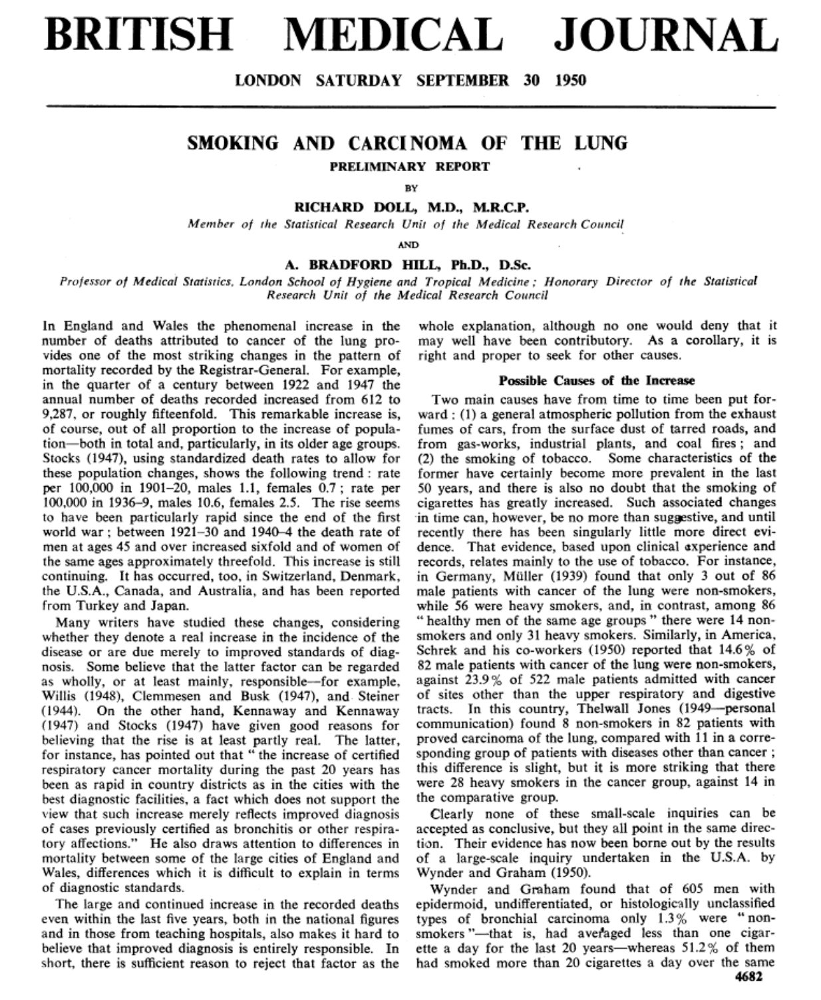 BRITISH MEDICAL JOURNAL
LONDON SATURDAY SEPTEMBER 30 1950
SMOKING AND CARCINOMA OF THE LUNG
PRELIMINARY REPORT
BY
RICHARD DOLL, M.D., M.R.C.P.
Member of the Statistical Research Unit of the Medical Research Council
AND
A. BRADFORD HILL, Ph.D., D.Sc.
Professor of Medical Statistics, London School of Hygiene and Tropical Medicine; Honorary Director of the Statistical
Research Unit of the Medical Research Council
In England and Wales the phenomenal increase in the
number of deaths attributed to cancer of the lung pro-
vides one of the most striking changes in the pattern of
mortality recorded by the Registrar-General. For example,
in the quarter of a century between 1922 and 1947 the
annual number of deaths recorded increased from 612 to
9,287, or roughly fifteenfold. This remarkable increase is,
of course, out of all proportion to the increase of popula-
tion—both in total and, particularly, in its older age groups.
Stocks (1947), using standardized death rates to allow for
these population changes, shows the following trend : rate
per 100,000 in 1901–20, males 1.1, females 0.7 ; rate per
100,000 in 1936–9, males 10.6, females 2.5. The rise seems
to have been particularly rapid since the end of the first
world war ; between 1921–30 and 1940–4 the death rate of
men at ages 45 and over increased sixfold and of women of
the same ages approximately threefold. This increase is still
continuing. It has occurred, too, in Switzerland, Denmark,
the U.S.A., Canada, and Australia, and has been reported
from Turkey and Japan.
Many writers have studied these changes, considering
whether they denote a real increase in the incidence of the
disease or are due merely to improved standards of diag-
nosis. Some believe that the latter factor can be regarded
as wholly, or at least mainly, responsible—for example,
Willis (1948), Clemmesen and Busk (1947), and Steiner
(1944). On the other hand, Kennaway and Kennaway
(1947) and Stocks (1947) have given good reasons for
believing that the rise is at least partly real. The latter,
for instance, has pointed out that “ the increase of certified
respiratory cancer mortality during the past 20 years has
been as rapid in country districts as in the cities with the
best diagnostic facilities, a fact which does not support the
view that such increase merely reflects improved diagnosis
of cases previously certified as bronchitis or other respira-
tory affections.” He also draws attention to differences in
mortality between some of the large cities of England and
Wales, differences which it is difficult to explain in terms
of diagnostic standards.
The large and continued increase in the recorded deaths
even within the last five years, both in the national figures
and in those from teaching hospitals, also makes it hard to
believe that improved diagnosis is entirely responsible. In
short, there is sufficient reason to reject that factor as the
whole explanation, although no one would deny that it
may well have been contributory. As a corollary, it is
right and proper to seek for other causes.
Possible Causes of the Increase
Two main causes have from time to time been put for-
ward : (1) a general atmospheric pollution from the exhaust
fumes of cars, from the surface dust of tarred roads, and
from gas-works, industrial plants, and coal fires ; and
(2) the smoking of tobacco. Some characteristics of the
former have certainly become more prevalent in the last
50 years, and there is also no doubt that the smoking of
cigarettes has greatly increased. Such associated changes
in time can, however, be no more than suggestive, and until
recently there has been singularly little more direct evi-
dence. That evidence, based upon clinical experience and
records, relates mainly to the use of tobacco. For instance,
in Germany, Müller (1939) found that only 3 out of 86
male patients with cancer of the lung were non-smokers,
while 56 were heavy smokers, and, in contrast, among 86
“ healthy men of the same age groups ” there were 14 non-
smokers and only 31 heavy smokers. Similarly, in America,
Schrek and his co-workers (1950) reported that 14.6% of
82 male patients with cancer of the lung were non-smokers,
against 23.9% of 522 male patients admitted with cancer
of sites other than the upper respiratory and digestive
tracts. In this country, Thelwall Jones (1949—personal
communication) found 8 non-smokers in 82 patients with
proved carcinoma of the lung, compared with 11 in a corre-
sponding group of patients with diseases other than cancer ;
this difference is slight, but it is more striking that there
were 28 heavy smokers in the cancer group, against 14 in
the comparative group.
Clearly none of these small-scale inquiries can be
accepted as conclusive, but they all point in the same direc-
tion. Their evidence has now been borne out by the results
of a large-scale inquiry undertaken in the U.S.A. by
Wynder and Graham (1950).
Wynder and Graham found that of 605 men with
epidermoid, undifferentiated, or histologically unclassified
types of bronchial carcinoma only 1.3% were “ non-
smokers ”—that is, had averaged less than one cigar-
ette a day for the last 20 years—whereas 51.2% of them
had smoked more than 20 cigarettes a day over the same
4682